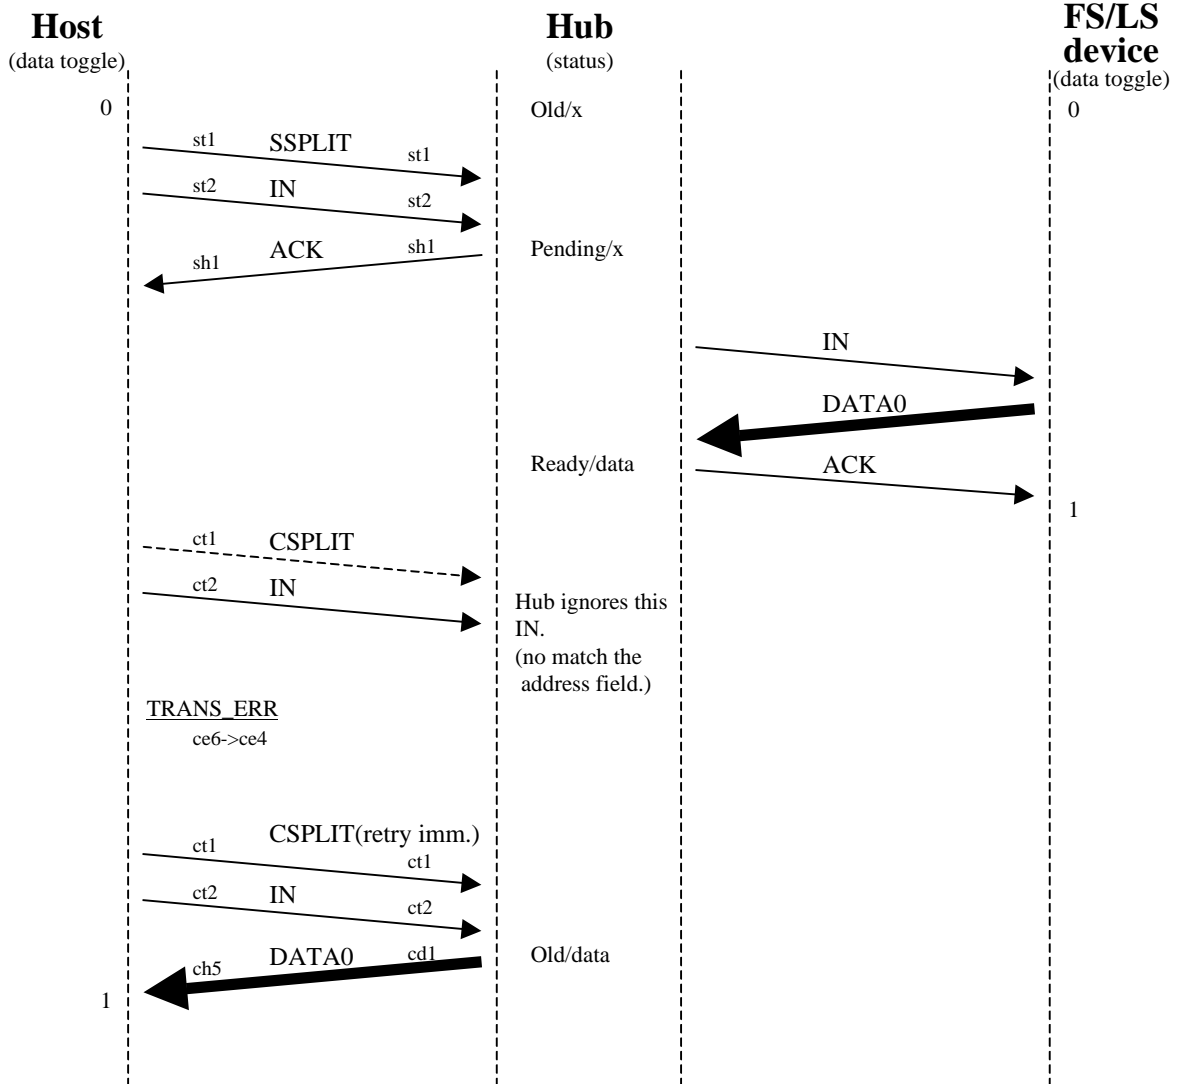 Host
(data toggle)
Hub
(status)
FS/LS
device
(data toggle)
0
Old/x
0
st1 SSPLIT st1
st2 IN st2
sh1 ACK sh1
Pending/x
IN
DATA0
Ready/data
ACK
1
ct1 CSPLIT
ct2 IN
Hub ignores this
IN.
(no match the
address field.)
TRANS_ERR
ce6->ce4
CSPLIT(retry imm.)
ct1 ct1
ct2 IN ct2
ch5 DATA0 cd1
Old/data
1